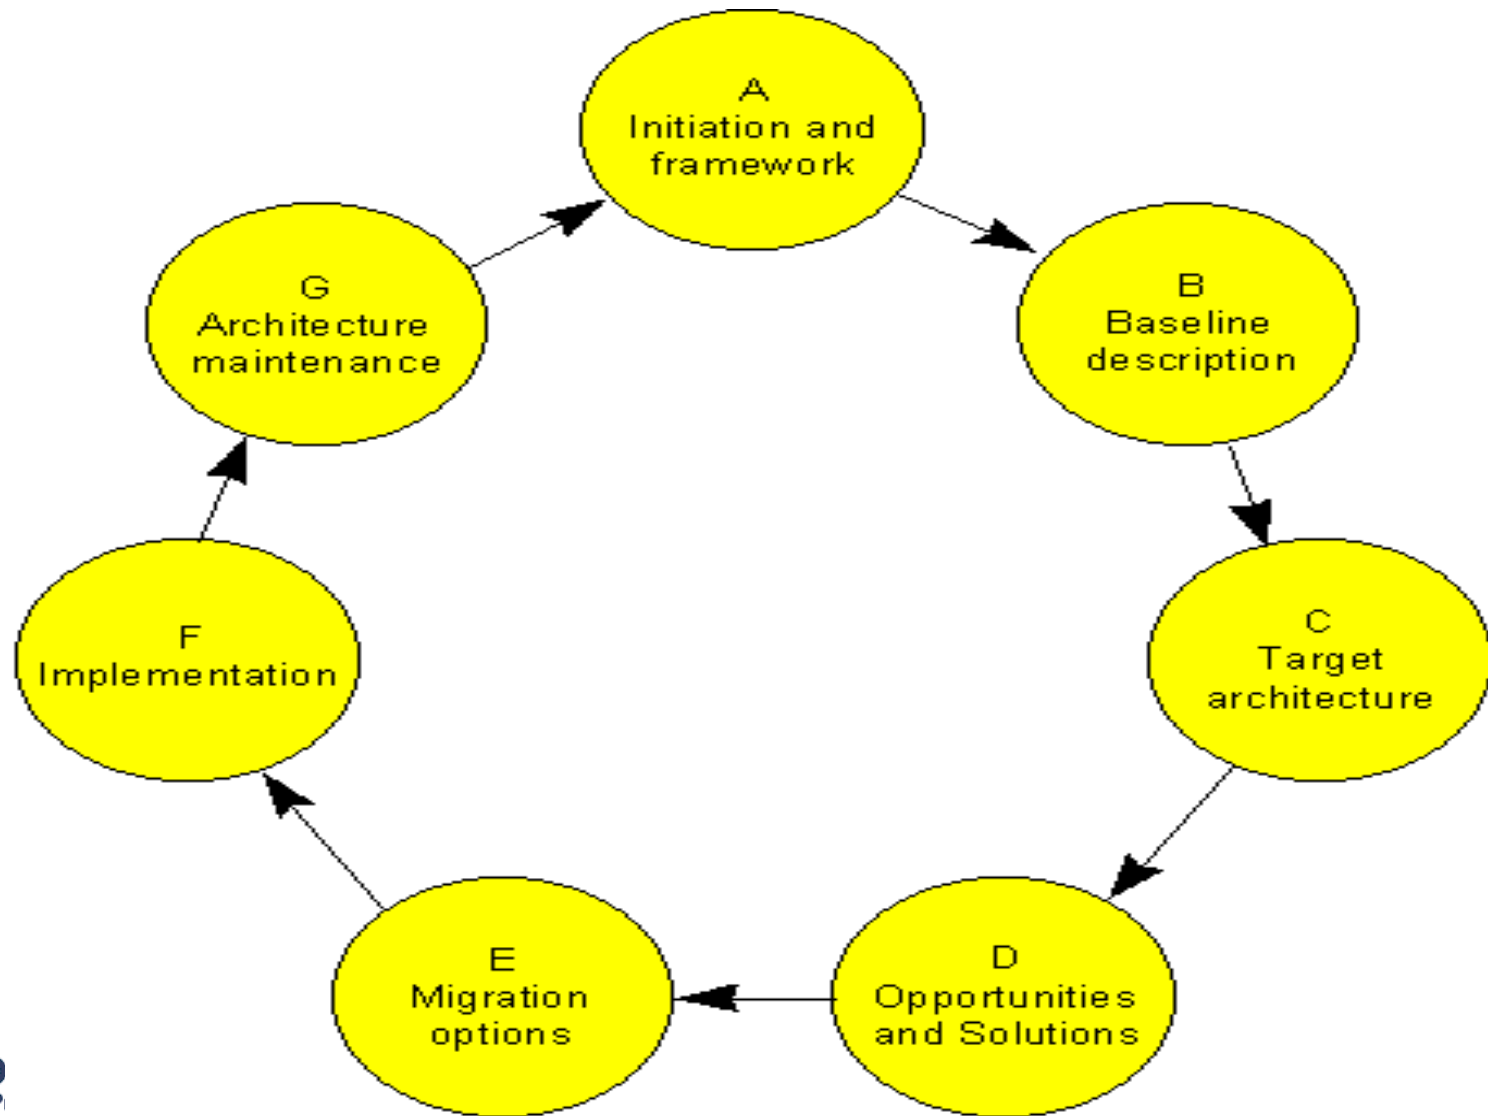 A
Initiation and
framework
B
Baseline
description
C
Target
architecture
D
Opportunities
and Solutions
E
Migration
options
F
Implementation
G
Architecture
maintenance